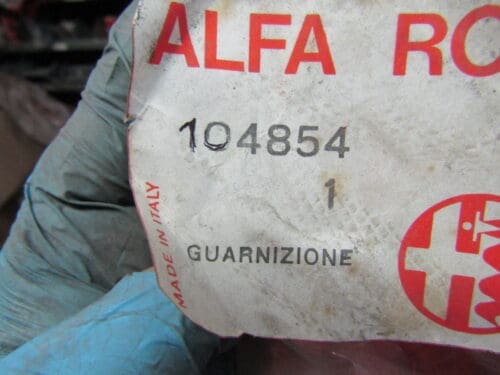 ALFA RO
104854
1
GUARNIZIONE
MADE IN ITALY